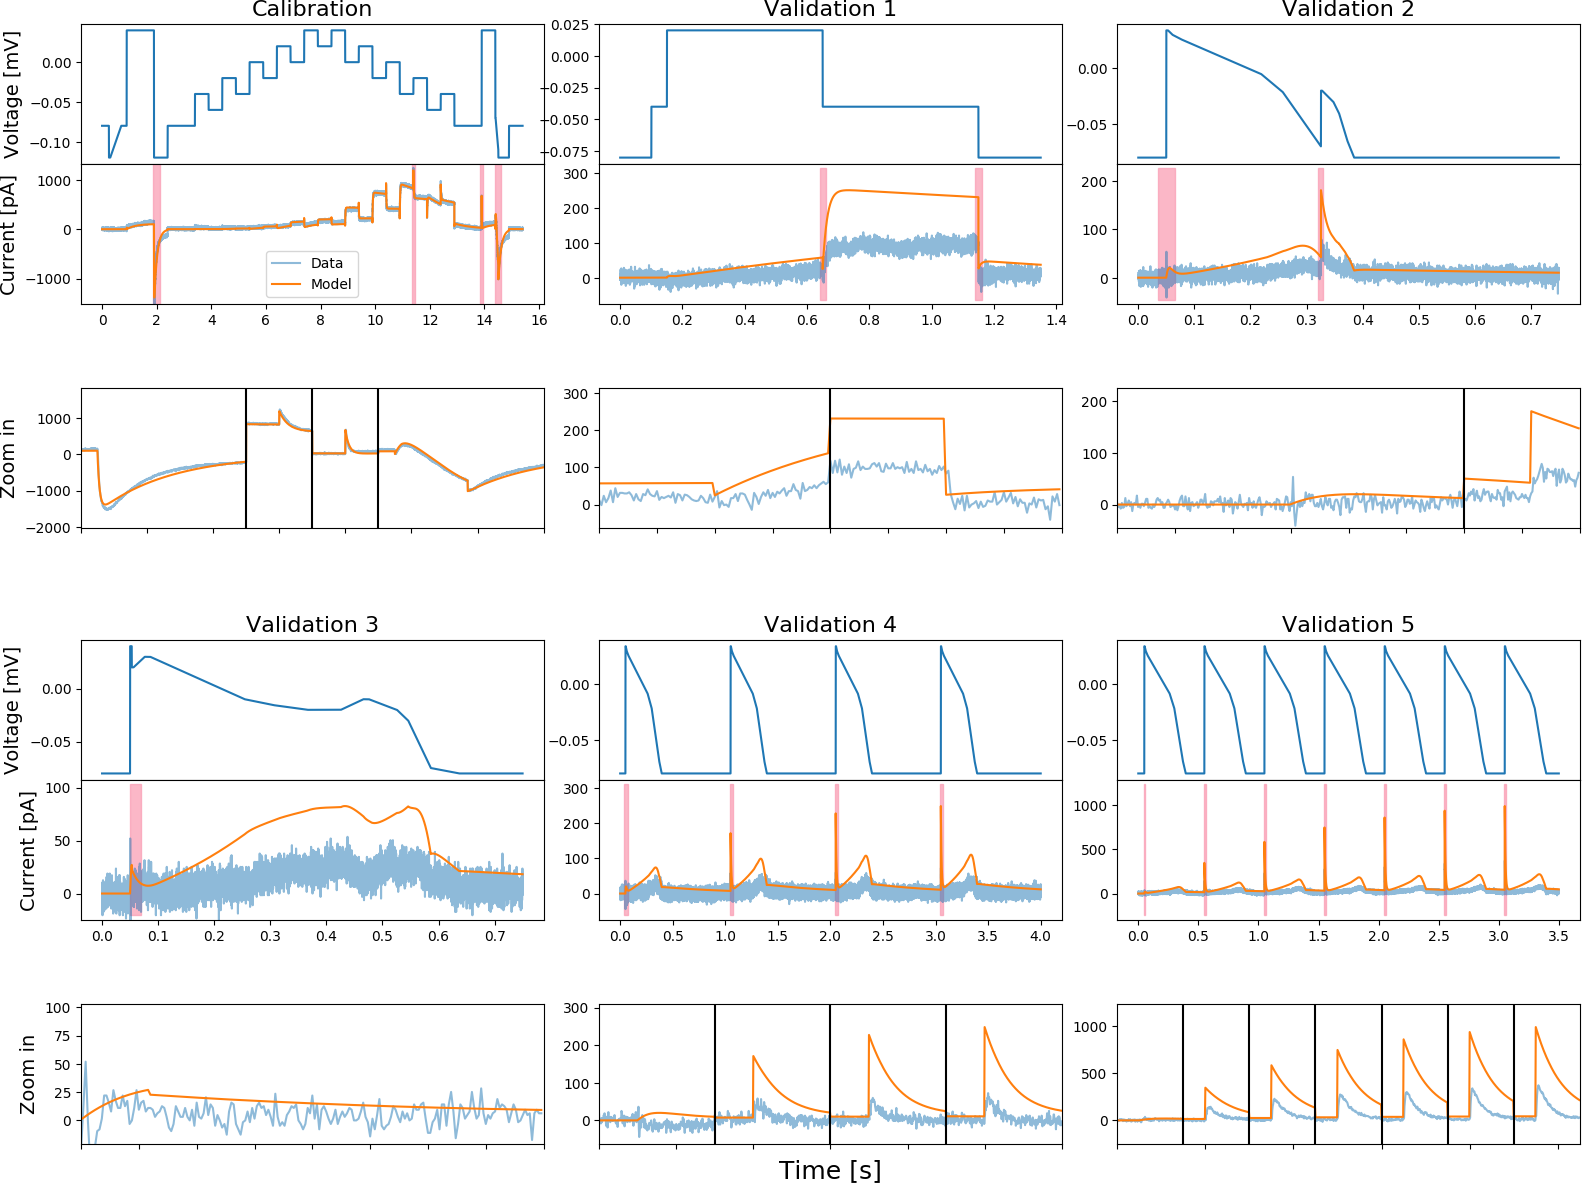 Calibration
Validation 1
Validation 2
Voltage [mV]
0.00
−0.05
−0.10
0.025
0.000
−0.025
−0.050
−0.075
0.00
−0.05
Current [pA]
1000
0
−1000
Data
Model
300
200
100
0
200
100
0
0 2 4 6 8 10 12 14 16
0.0 0.2 0.4 0.6 0.8 1.0 1.2 1.4
0.0 0.1 0.2 0.3 0.4 0.5 0.6 0.7
Zoom in
1000
0
−1000
−2000
300
200
100
0
200
100
0
Validation 3
Validation 4
Validation 5
Voltage [mV]
0.00
−0.05
0.00
−0.05
0.00
−0.05
Current [pA]
100
50
0
300
200
100
0
1000
500
0
0.0 0.1 0.2 0.3 0.4 0.5 0.6 0.7
0.0 0.5 1.0 1.5 2.0 2.5 3.0 3.5 4.0
0.0 0.5 1.0 1.5 2.0 2.5 3.0 3.5
Zoom in
100
75
50
25
0
300
200
100
0
1000
500
0
Time [s]